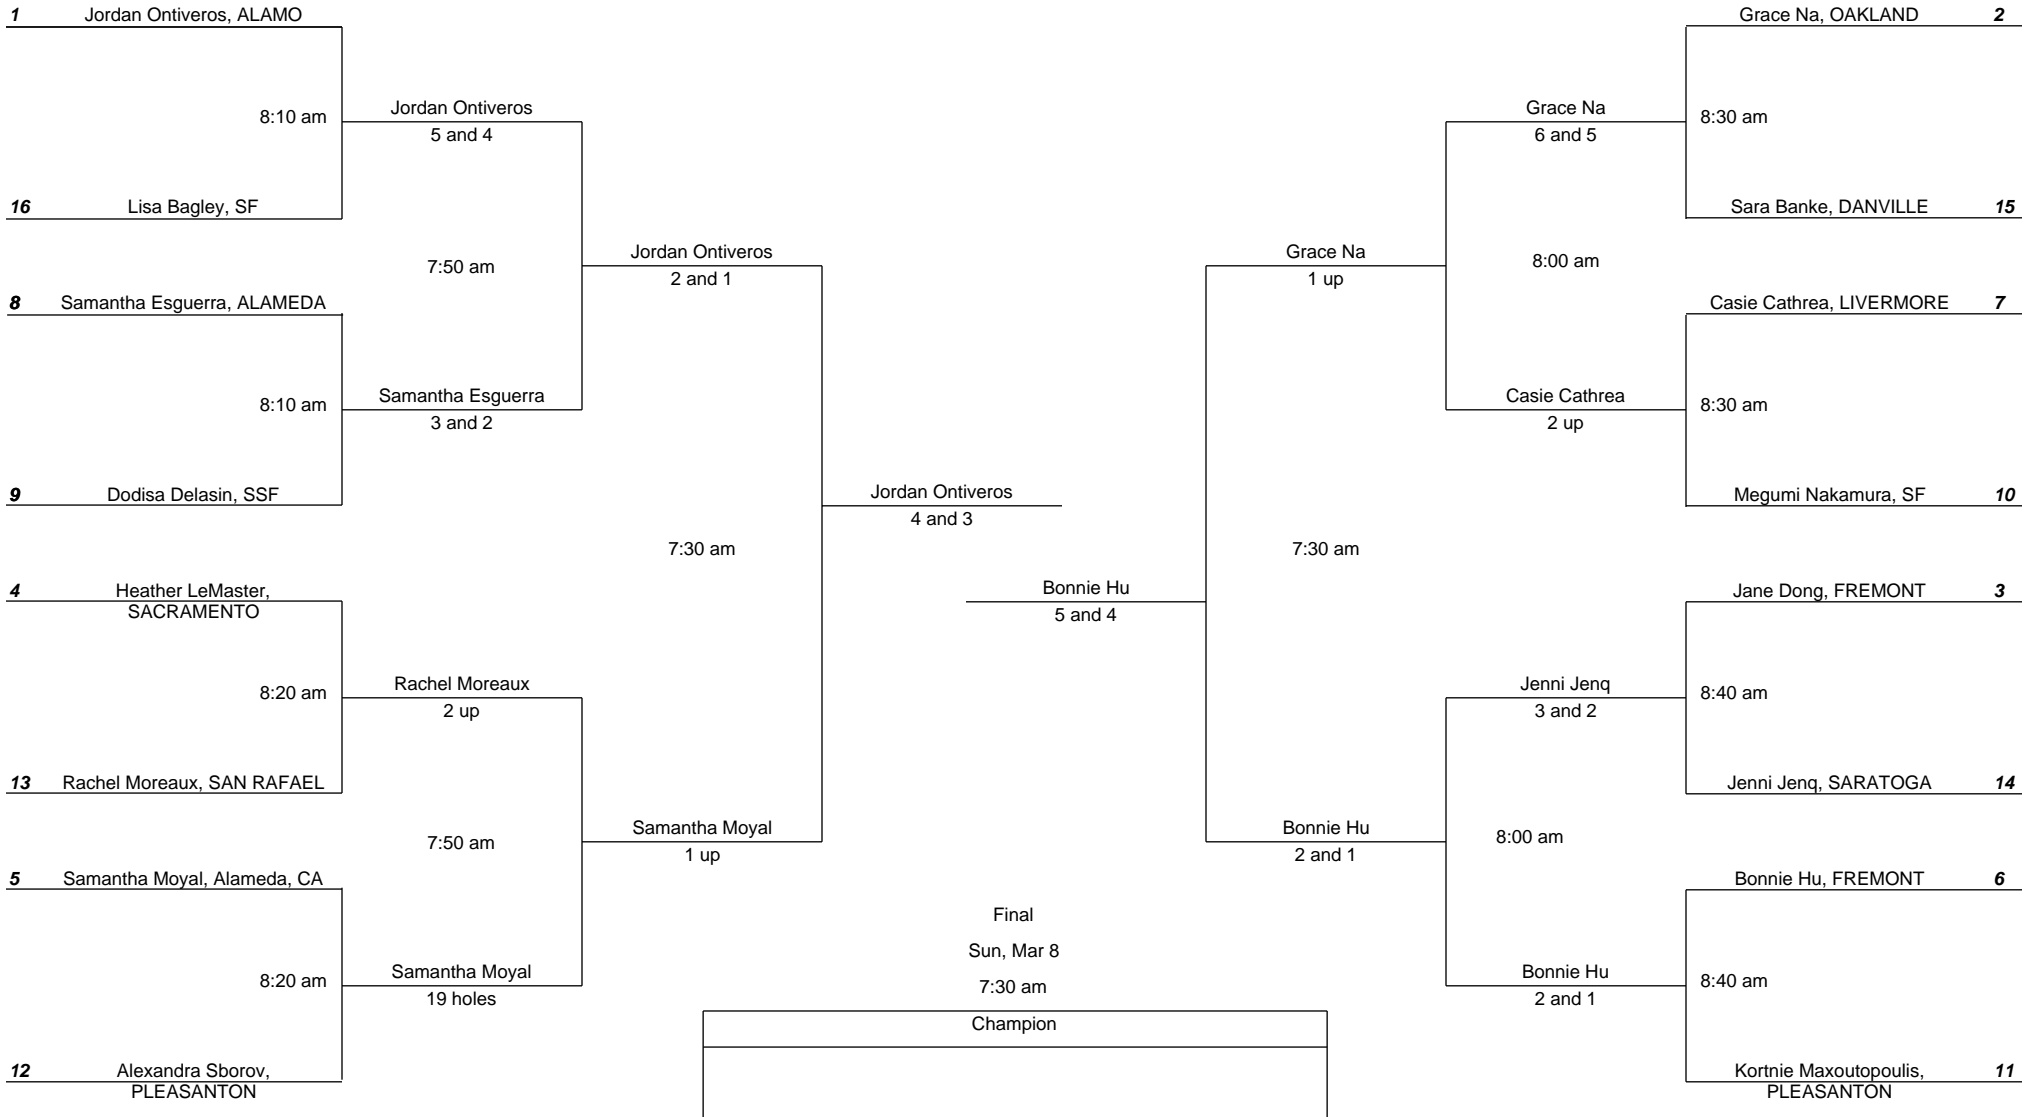 1 Jordan Ontiveros, ALAMO
8:10 am
16 Lisa Bagley, SF
8 Samantha Esguerra, ALAMEDA
8:10 am
9 Dodisa Delasin, SSF
4 Heather LeMaster,
SACRAMENTO
8:20 am
13 Rachel Moreaux, SAN RAFAEL
5 Samantha Moyal, Alameda, CA
8:20 am
12 Alexandra Sborov,
PLEASANTON
Jordan Ontiveros
5 and 4
7:50 am
Samantha Esguerra
3 and 2
Rachel Moreaux
2 up
7:50 am
Samantha Moyal
19 holes
Jordan Ontiveros
2 and 1
7:30 am
Samantha Moyal
1 up
Jordan Ontiveros
4 and 3
Bonnie Hu
5 and 4
Final
Sun, Mar 8
7:30 am
Champion
Grace Na
1 up
7:30 am
Bonnie Hu
2 and 1
Grace Na
6 and 5
8:00 am
Casie Cathrea
2 up
Jenni Jenq
3 and 2
8:00 am
Bonnie Hu
2 and 1
Grace Na, OAKLAND 2
8:30 am
Sara Banke, DANVILLE 15
Casie Cathrea, LIVERMORE 7
8:30 am
Megumi Nakamura, SF 10
Jane Dong, FREMONT 3
8:40 am
Jenni Jenq, SARATOGA 14
Bonnie Hu, FREMONT 6
8:40 am
Kortnie Maxoutopoulis, 11
PLEASANTON